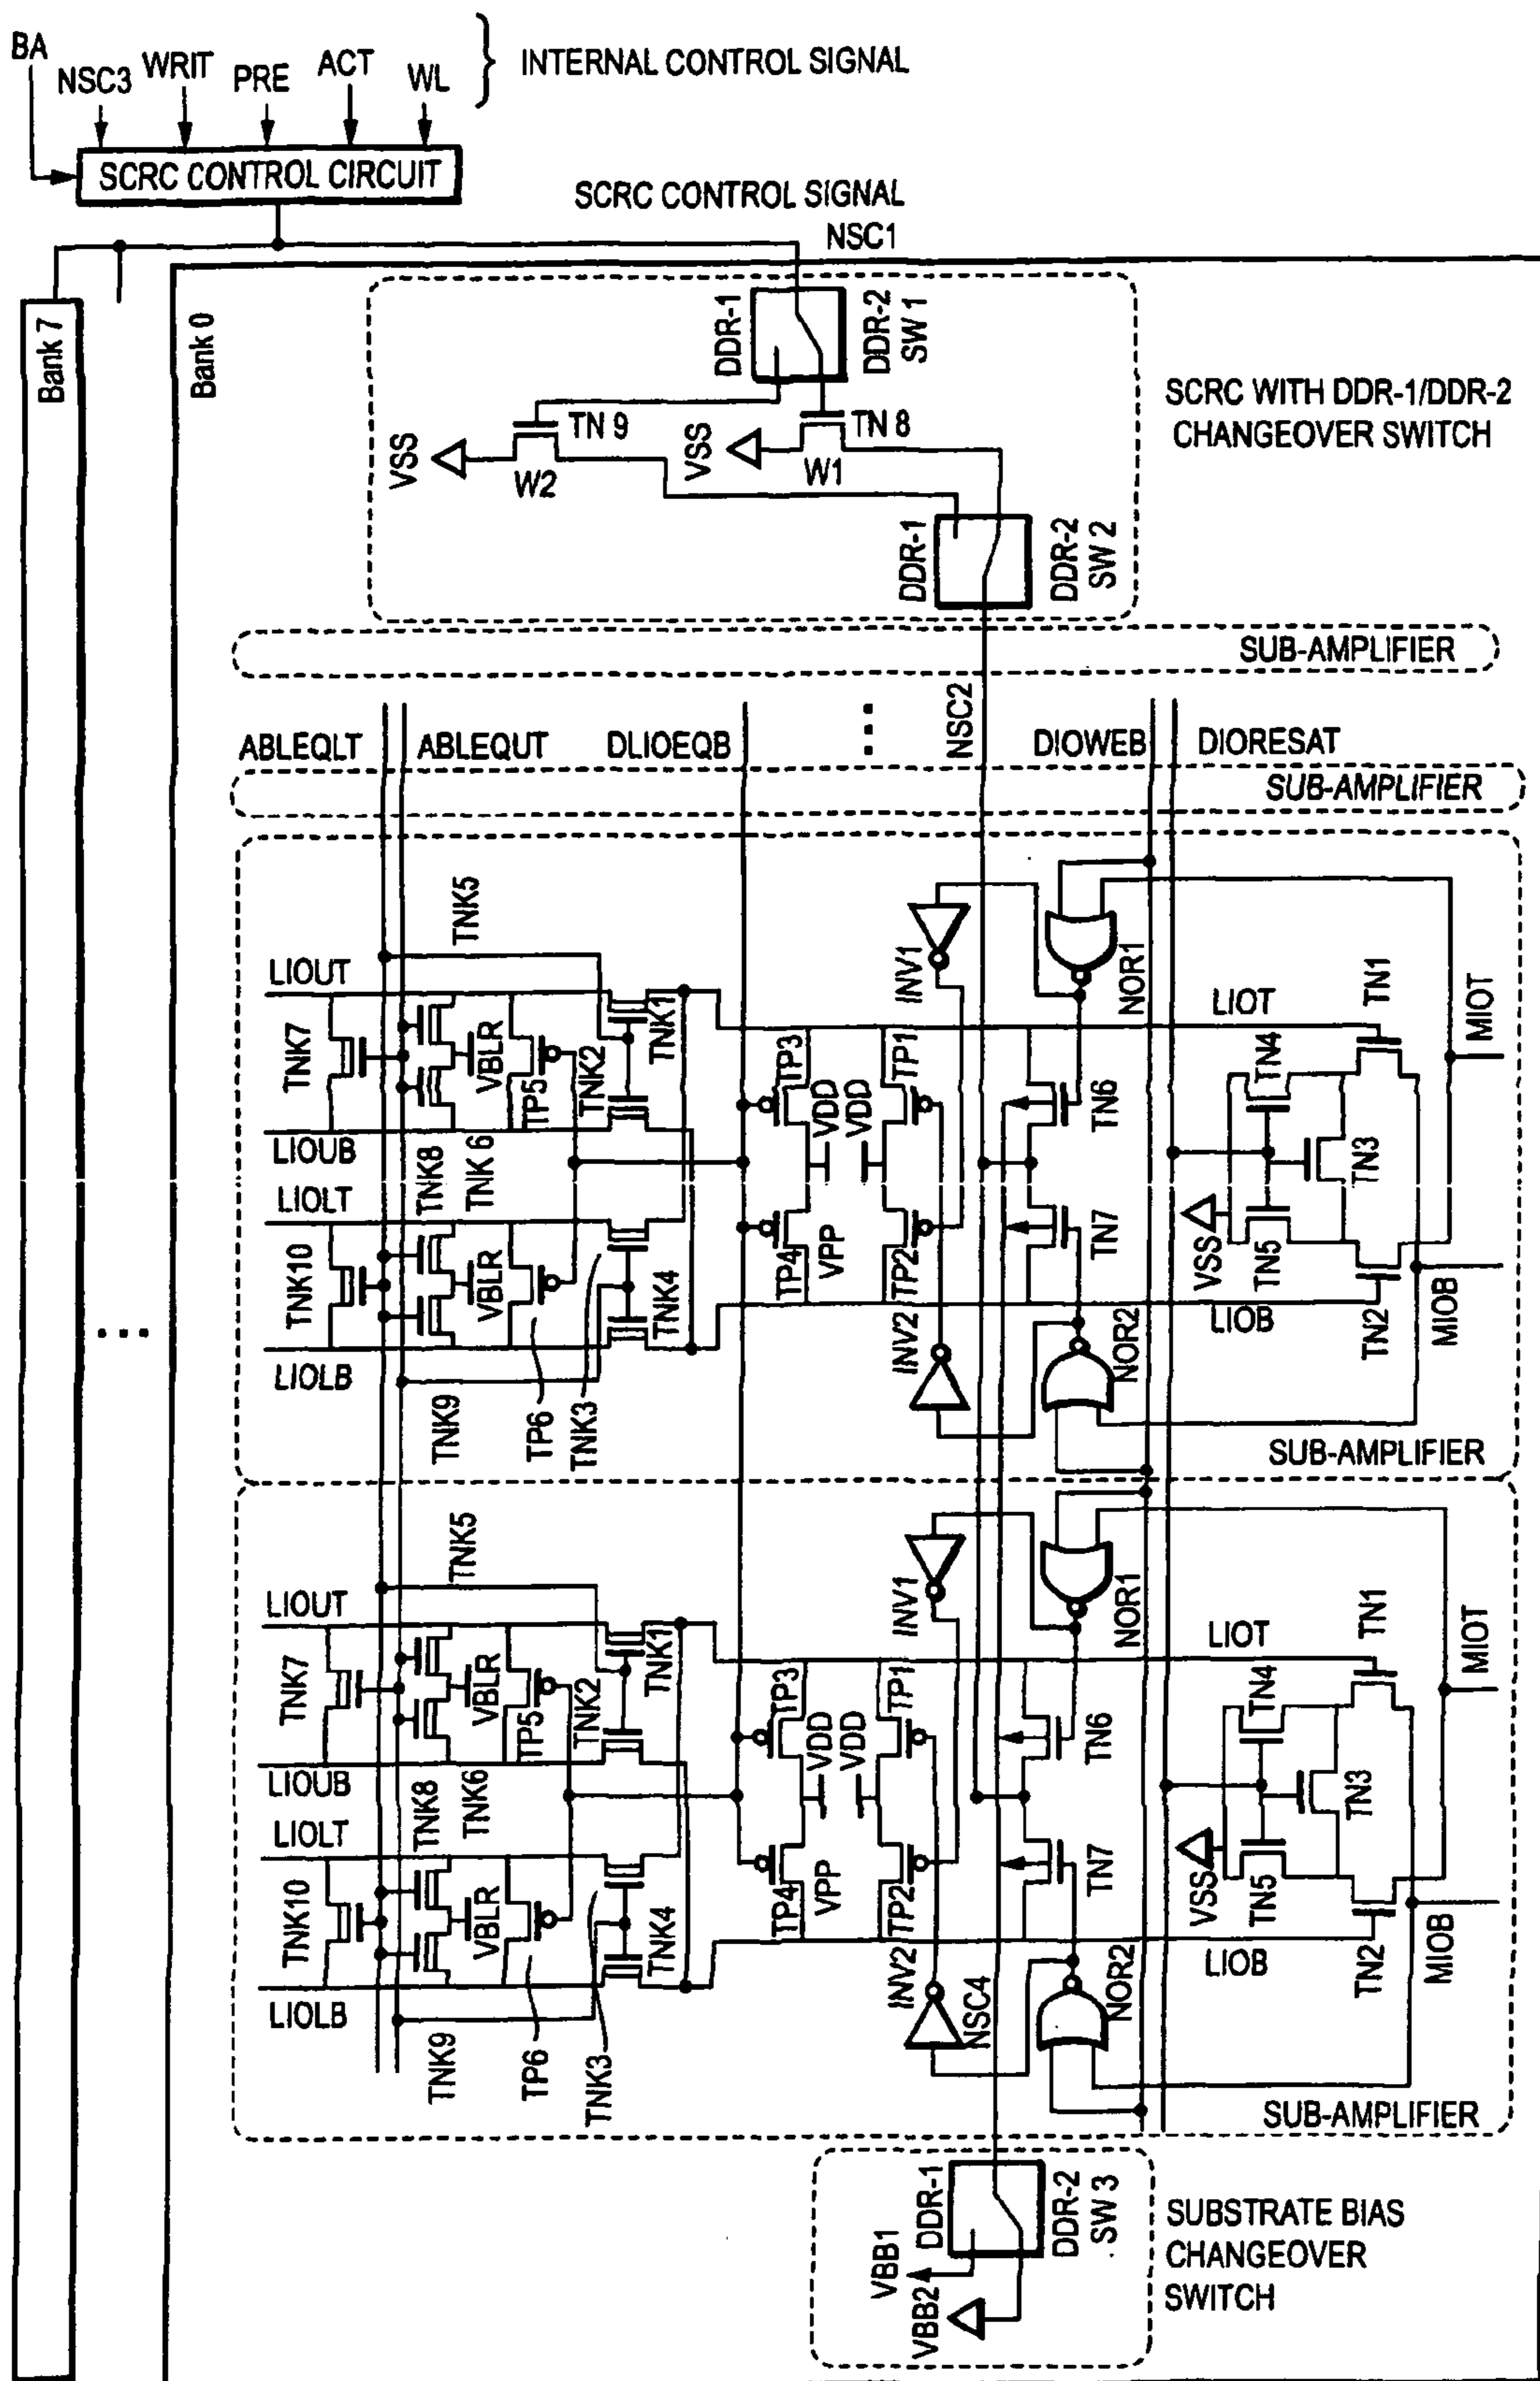 BA
NSC3
WRIT
PRE
ACT
WL
INTERNAL CONTROL SIGNAL
SCRC CONTROL CIRCUIT
SCRC CONTROL SIGNAL
NSC1
Bank 7
Bank 0
DDR-1
DDR-2
SW 1
VSS
TN 9
W2
VSS
TN 8
W1
DDR-1
DDR-2
SW 2
SCRC WITH DDR-1/DDR-2
CHANGEOVER SWITCH
SUB-AMPLIFIER
ABLEQLT
ABLEQUT
DLIOEQB
NSC2
DIOWEB
DIORESAT
SUB-AMPLIFIER
TNK5
LIOUT
TNK7
VBLR
TP5
TNK2
TNK1
LIOUB
TNK8
TNK 6
LIOLT
TNK10
VBLR
TNK4
LIOLB
TNK9
TP6
TNK3
TP3
VDD
VDD
TP1
TP4
VPP
TP2
INV1
NOR1
TN6
TN7
INV2
NOR2
LIOT
TN1
TN4
MIOT
TN3
VSS
TN5
LIOB
TN2
MIOB
SUB-AMPLIFIER
TNK5
LIOUT
TNK7
VBLR
TP5
TNK2
TNK1
LIOUB
TNK8
TNK6
LIOLT
TNK10
VBLR
TNK4
LIOLB
TNK9
TP6
TNK3
TP3
VDD
VDD
TP1
TP4
VPP
TP2
INV1
NOR1
TN6
TN7
INV2
NSC4
NOR2
LIOT
TN1
TN4
MIOT
TN3
VSS
TN5
LIOB
TN2
MIOB
SUB-AMPLIFIER
DDR-1
DDR-2
SW 3
VBB1
VBB2
SUBSTRATE BIAS
CHANGEOVER
SWITCH